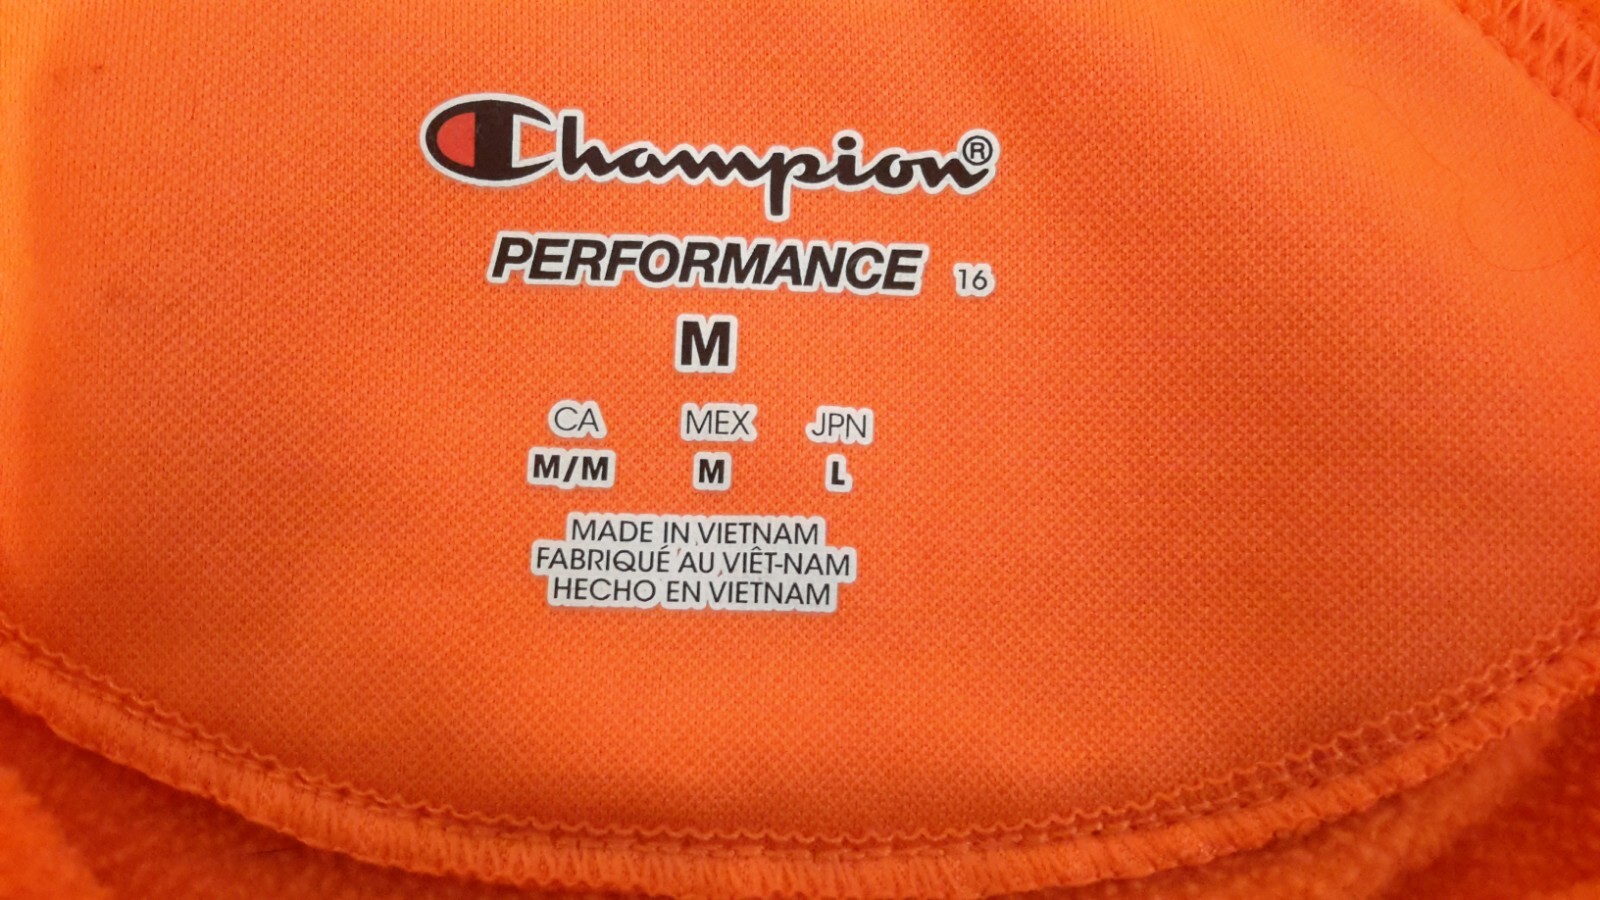 Champion®
PERFORMANCE 16
M
CA MEX JPN
M/M M L
MADE IN VIETNAM
FABRIQUÉ AU VIÊT-NAM
HECHO EN VIETNAM